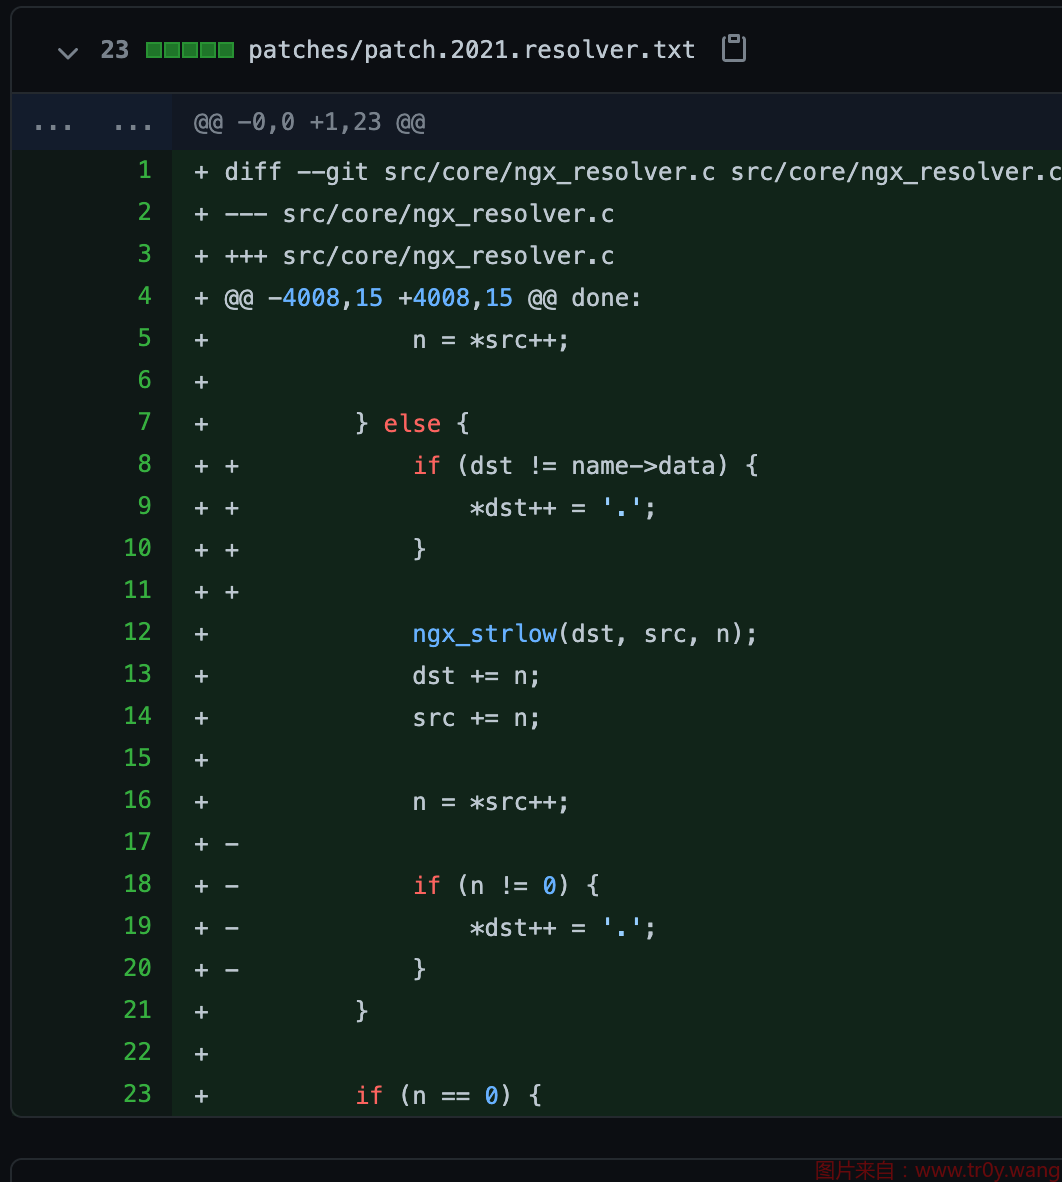 23 patches/patch.2021.resolver.txt
... ... @@ -0,0 +1,23 @@
1 + diff --git src/core/ngx_resolver.c src/core/ngx_resolver.c
2 + --- src/core/ngx_resolver.c
3 + +++ src/core/ngx_resolver.c
4 + @@ -4008,15 +4008,15 @@ done:
5 +              n = *src++;
6 +
7 +          } else {
8 + +            if (dst != name->data) {
9 + +                *dst++ = '.';
10 + +            }
11 + +
12 +              ngx_strlow(dst, src, n);
13 +              dst += n;
14 +              src += n;
15 +
16 +              n = *src++;
17 + -
18 + -            if (n != 0) {
19 + -                *dst++ = '.';
20 + -            }
21 +          }
22 +
23 +          if (n == 0) {
图片来自：www.tr0y.wang